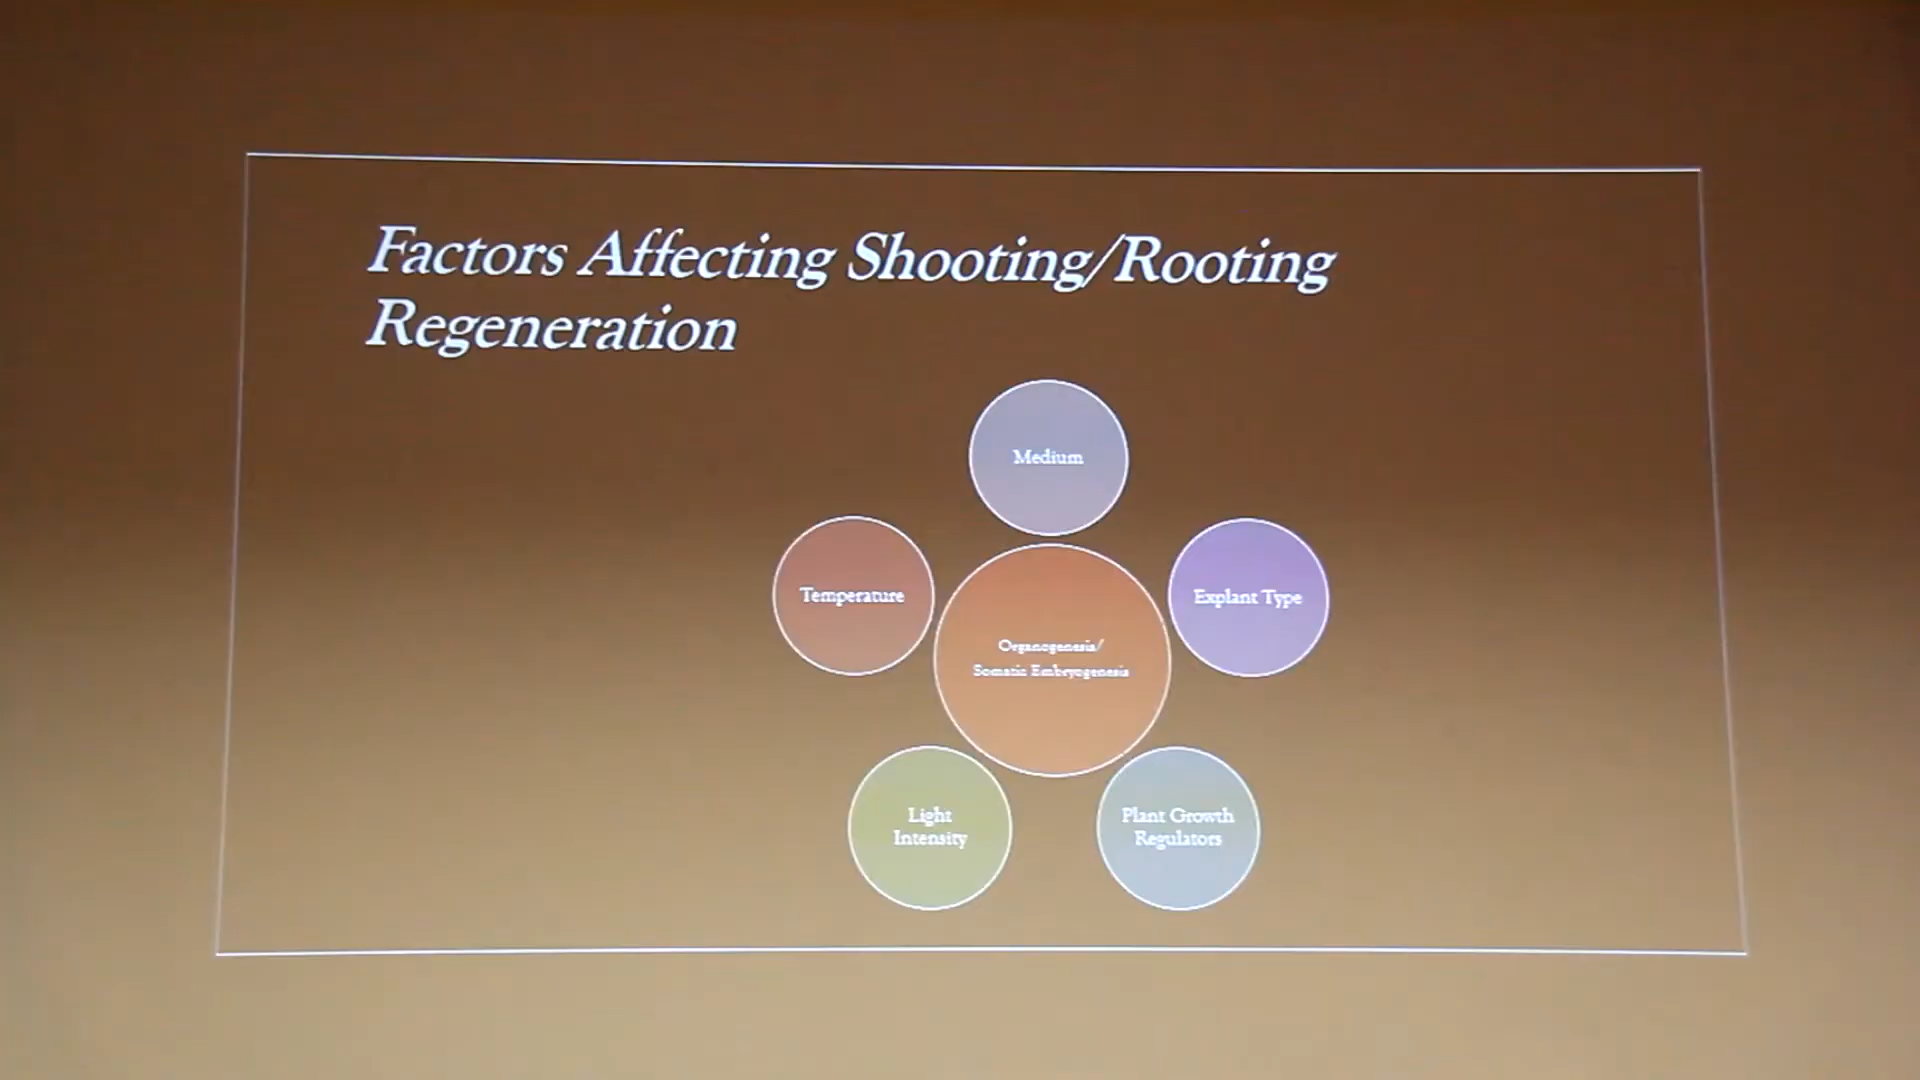 Factors Affecting Shooting/Rooting
Regeneration
Medium
Temperature
Explant Type
Organogenesis/
Somatic Embryogenesis
Light
Intensity
Plant Growth
Regulators